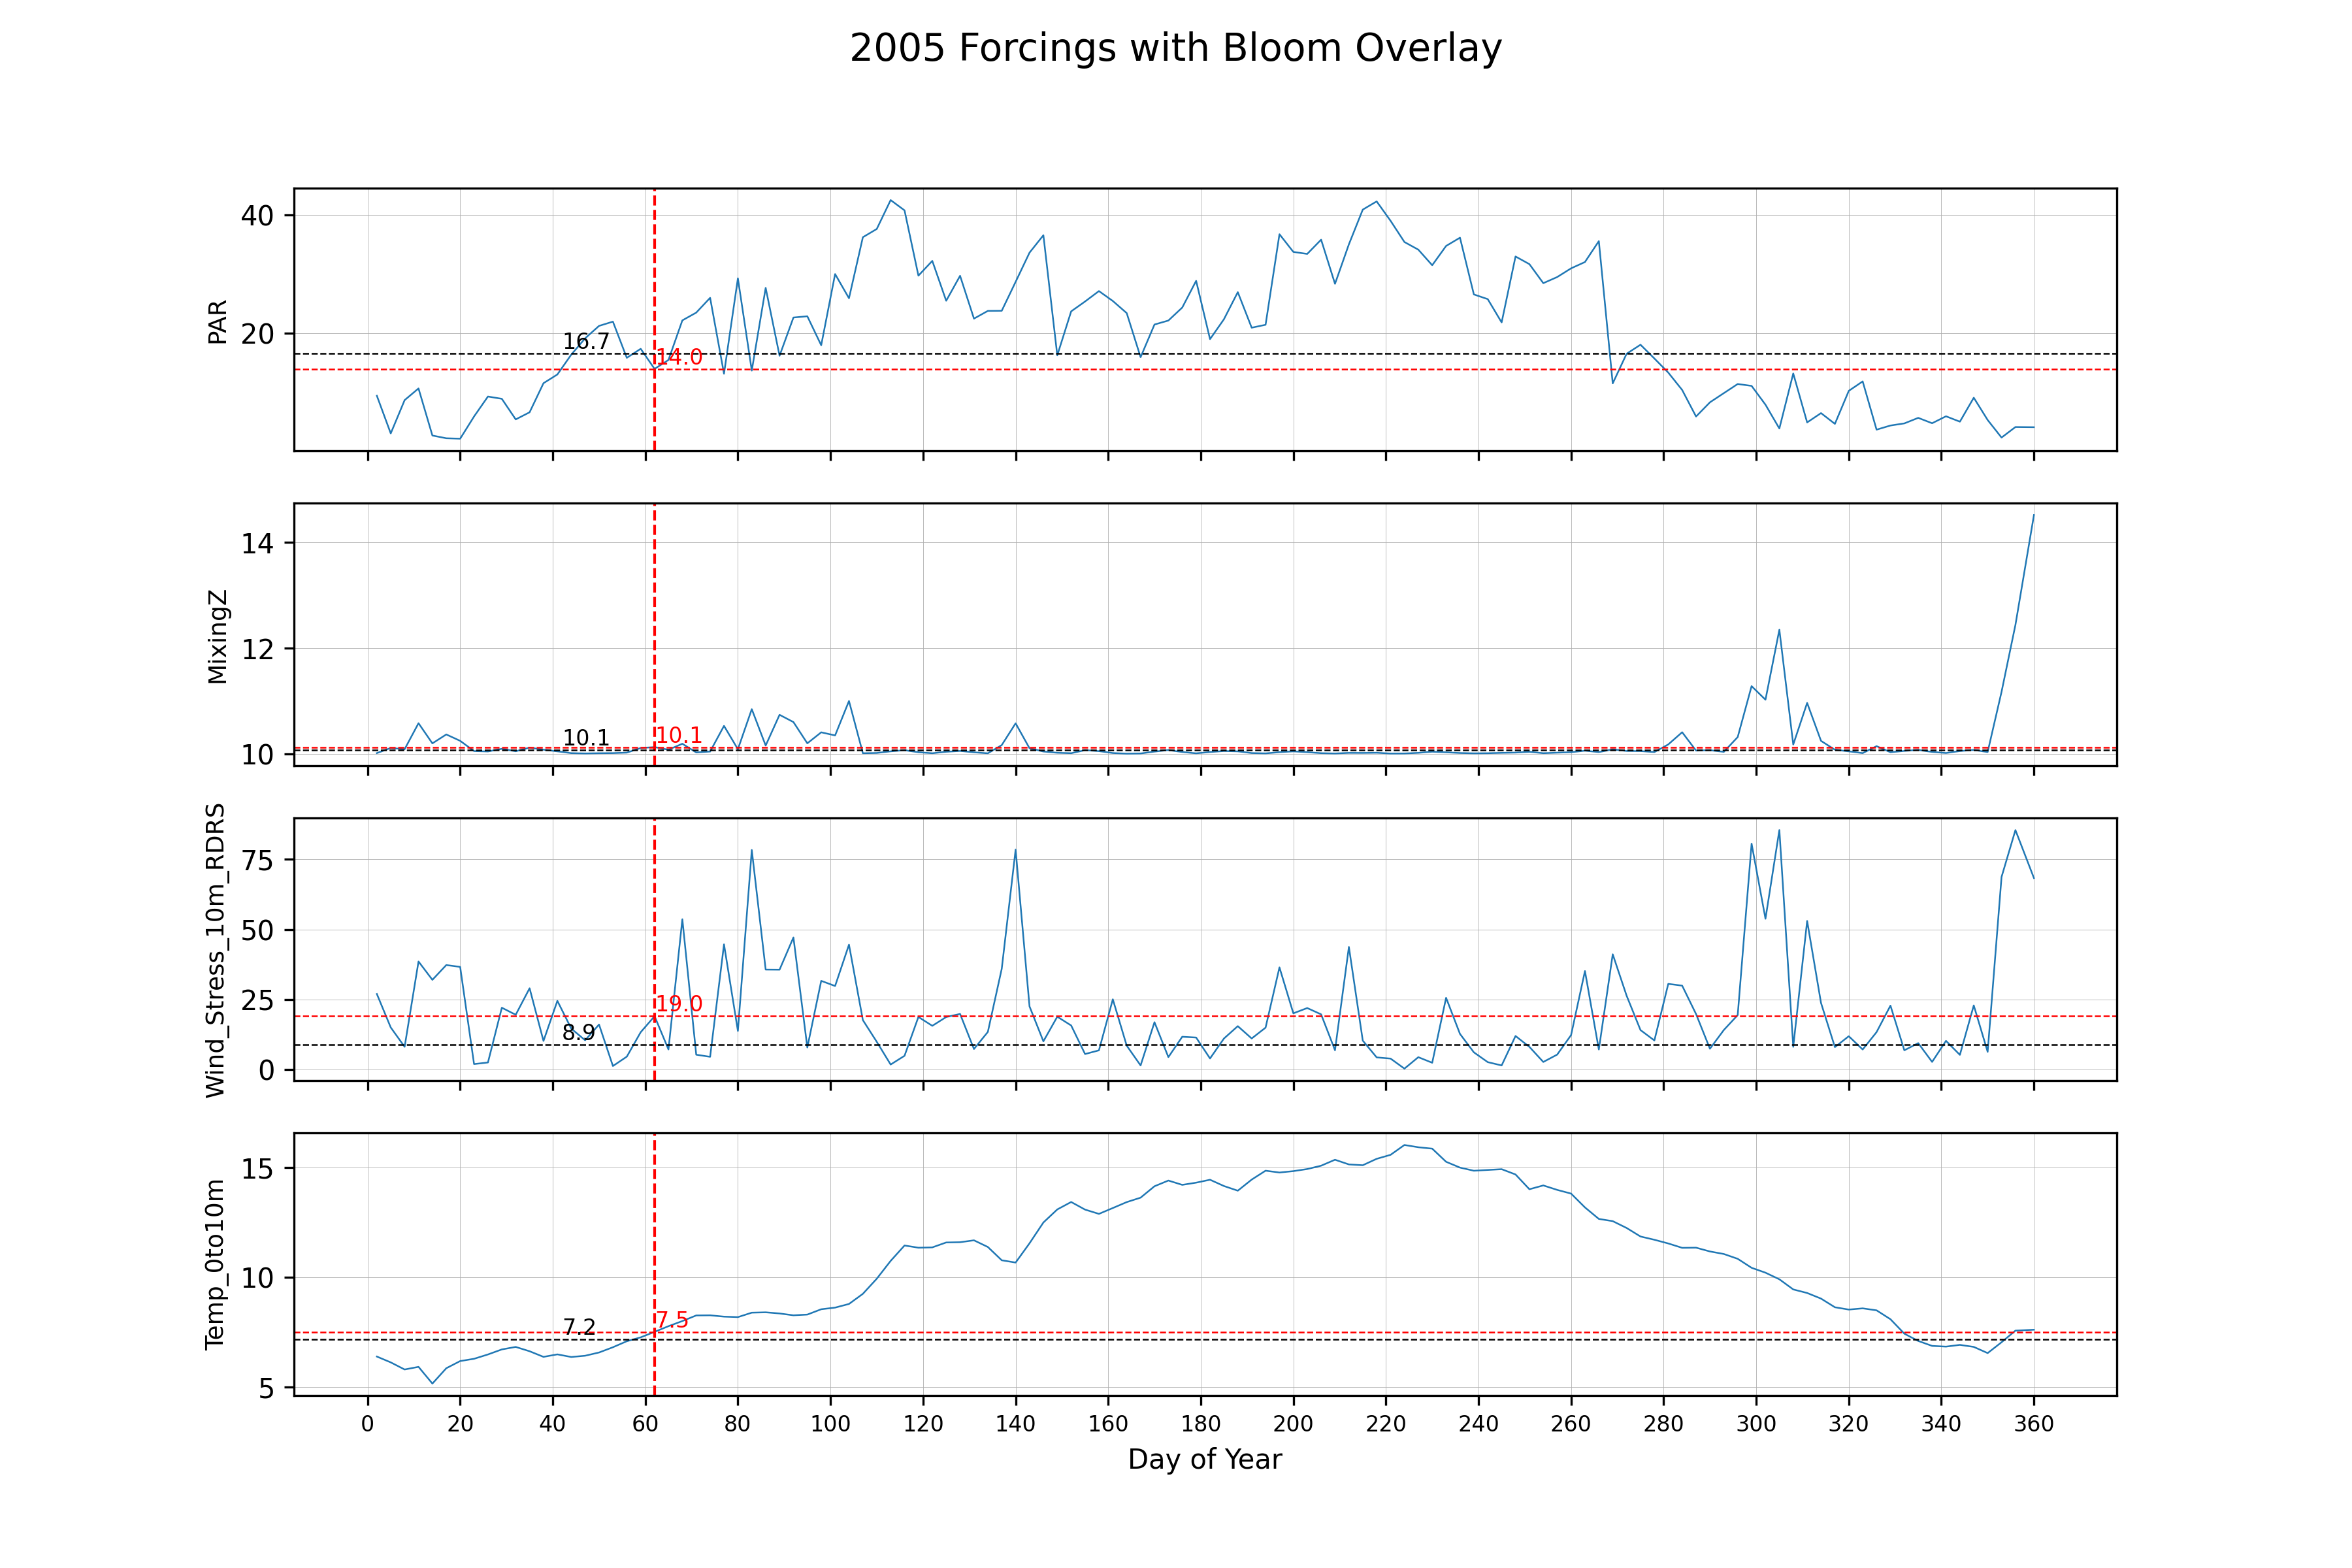 2005 Forcings with Bloom Overlay
PAR
40
20
16.7
14.0
MixingZ
14
12
10
10.1
10.1
Wind_Stress_10m_RDRS
75
50
25
0
19.0
8.9
Temp_0to10m
15
10
5
7.2
7.5
0 20 40 60 80 100 120 140 160 180 200 220 240 260 280 300 320 340 360
Day of Year